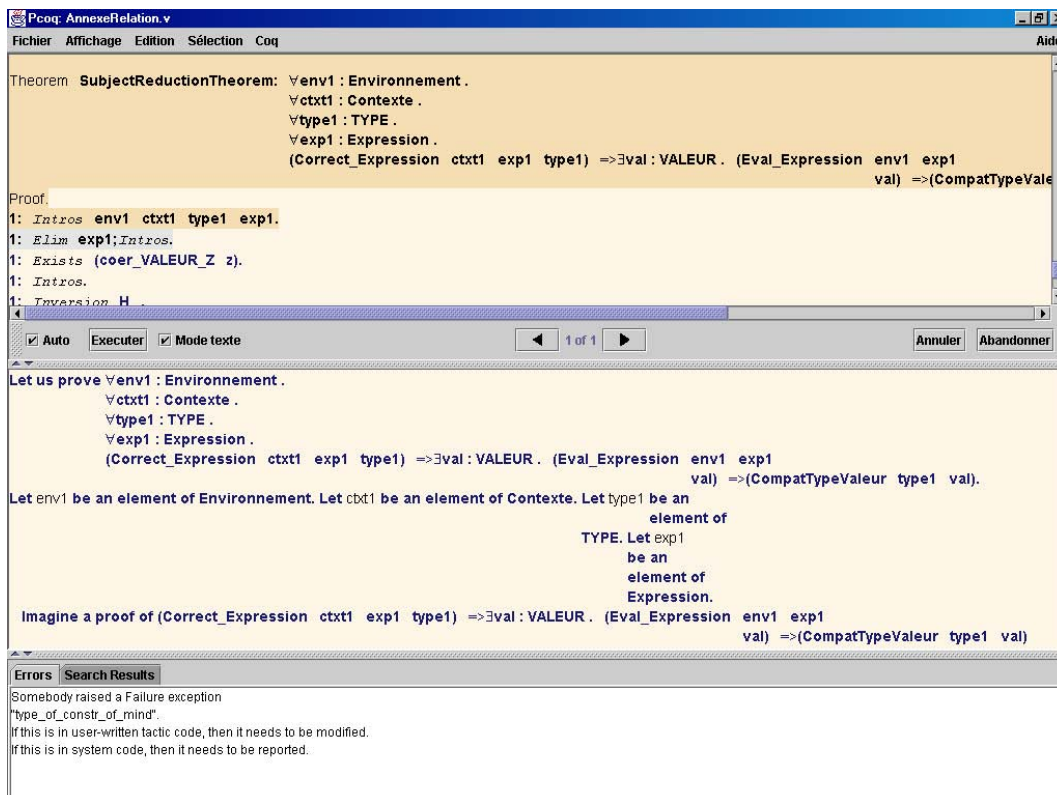 Pcoq: AnnexeRelation.v
Fichier Affichage Edition Sélection Coq Aide
Theorem SubjectReductionTheorem: ∀env1 : Environnement .
∀ctxt1 : Contexte .
∀type1 : TYPE .
∀exp1 : Expression .
(Correct_Expression ctxt1 exp1 type1) =>∃val : VALEUR . (Eval_Expression env1 exp1
val) =>(CompatTypeVale
Proof.
1: Intros env1 ctxt1 type1 exp1.
1: Elim exp1;Intros.
1: Exists (coer_VALEUR_Z z).
1: Intros.
1: Inversion H .
Auto Executer Mode texte 1 of 1 Annuler Abandonner
Let us prove ∀env1 : Environnement .
∀ctxt1 : Contexte .
∀type1 : TYPE .
∀exp1 : Expression .
(Correct_Expression ctxt1 exp1 type1) =>∃val : VALEUR . (Eval_Expression env1 exp1
val) =>(CompatTypeValeur type1 val).
Let env1 be an element of Environnement. Let ctxt1 be an element of Contexte. Let type1 be an
element of
TYPE. Let exp1
be an
element of
Expression.
Imagine a proof of (Correct_Expression ctxt1 exp1 type1) =>∃val : VALEUR . (Eval_Expression env1 exp1
val) =>(CompatTypeValeur type1 val)
Errors Search Results
Somebody raised a Failure exception
"type_of_constr_of_mind".
If this is in user-written tactic code, then it needs to be modified.
If this is in system code, then it needs to be reported.